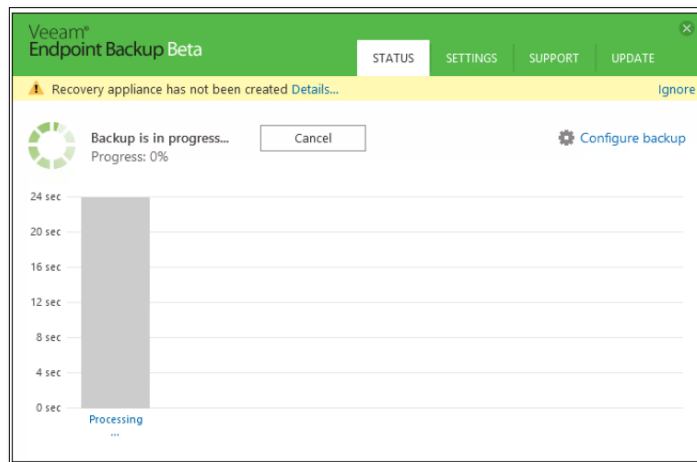 Veeam®
Endpoint Backup Beta
STATUS SETTINGS SUPPORT UPDATE
Recovery appliance has not been created Details... Ignore
Backup is in progress... Cancel Configure backup
Progress: 0%
24 sec
20 sec
16 sec
12 sec
8 sec
4 sec
0 sec
Processing
...